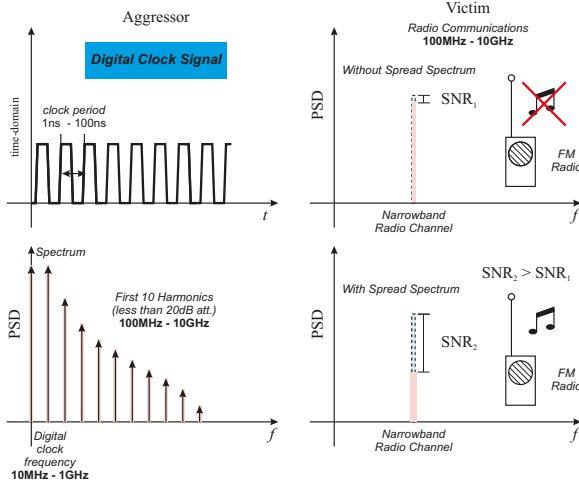 Aggressor
Digital Clock Signal
time-domain
clock period
1ns - 100ns
t
Victim
Radio Communications
100MHz - 10GHz
Without Spread Spectrum
PSD
SNR1
FM
Radio
f
Narrowband
Radio Channel
Spectrum
PSD
First 10 Harmonics
(less than 20dB att.)
100MHz - 10GHz
f
Digital
clock
frequency
10MHz - 1GHz
SNR2 > SNR1
With Spread Spectrum
PSD
SNR2
FM
Radio
f
Narrowband
Radio Channel